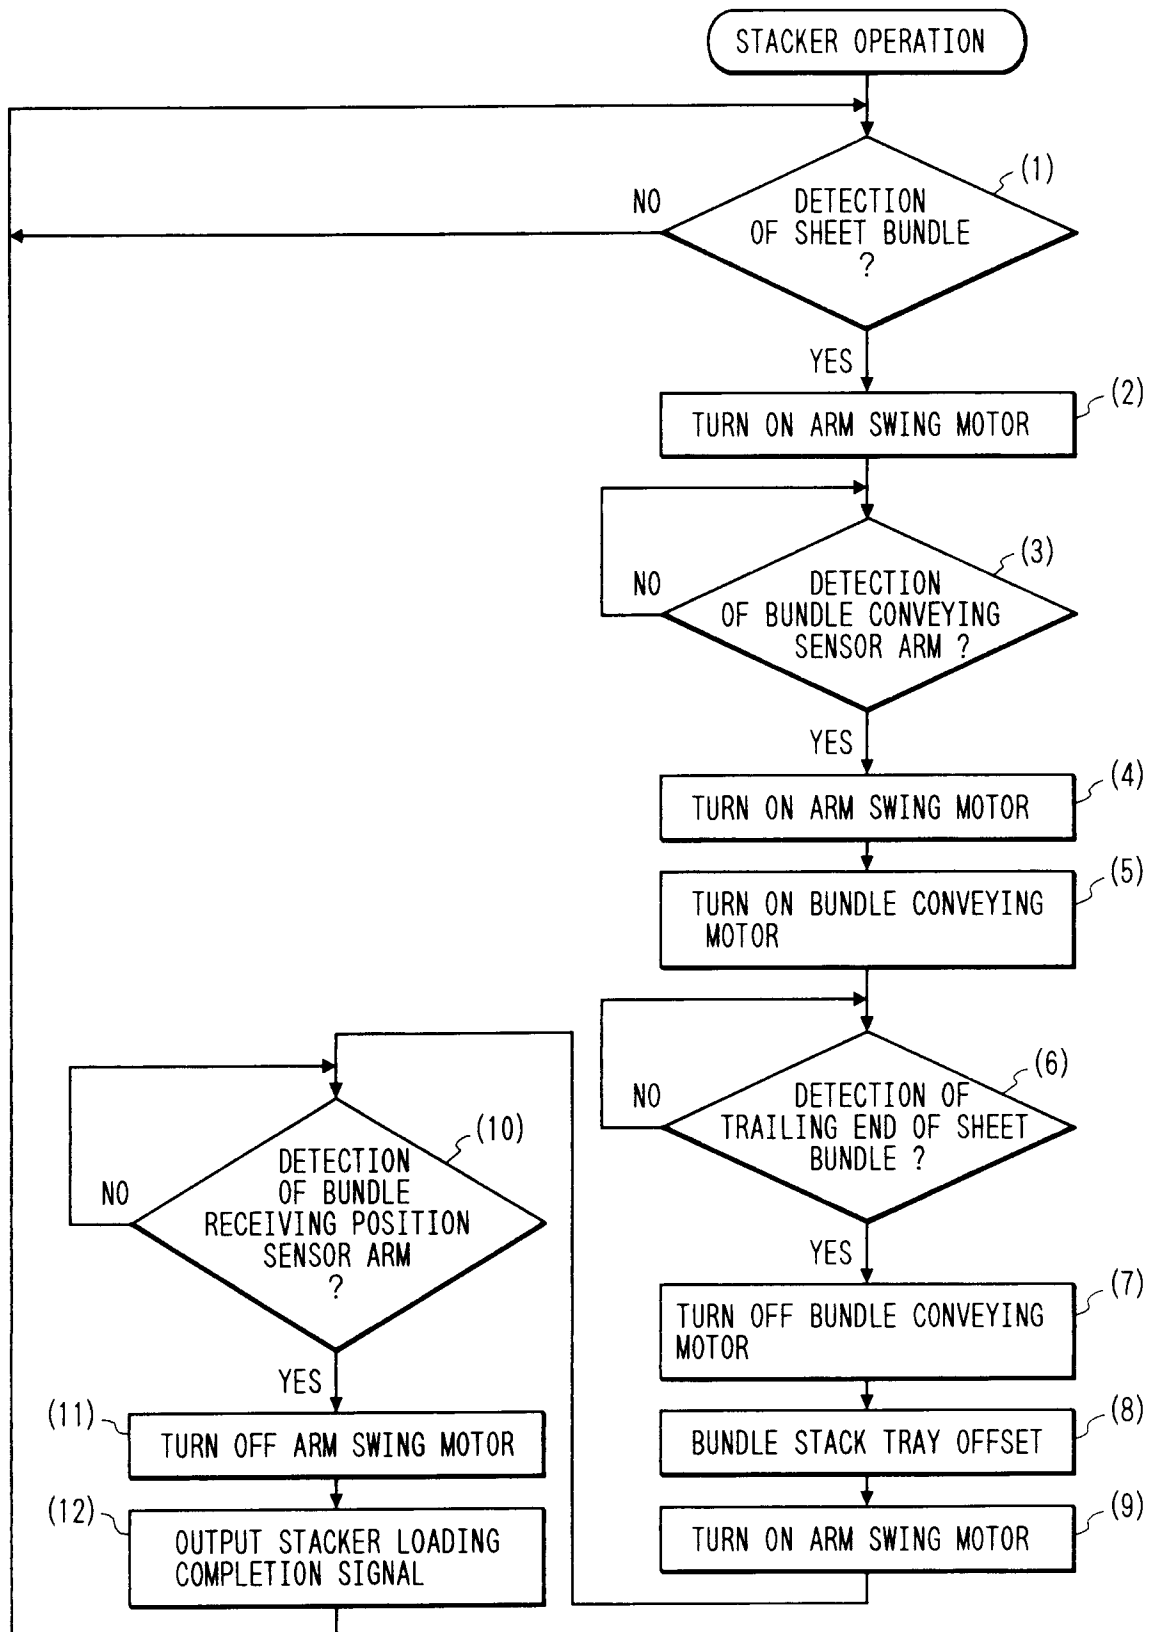 STACKER OPERATION
(1)
NO
DETECTION
OF SHEET BUNDLE
?
YES
(2)
TURN ON ARM SWING MOTOR
(3)
NO
DETECTION
OF BUNDLE CONVEYING
SENSOR ARM ?
YES
(4)
TURN ON ARM SWING MOTOR
(5)
TURN ON BUNDLE CONVEYING
MOTOR
(6)
NO
DETECTION OF
TRAILING END OF SHEET
BUNDLE ?
YES
(7)
TURN OFF BUNDLE CONVEYING
MOTOR
(8)
BUNDLE STACK TRAY OFFSET
(9)
TURN ON ARM SWING MOTOR
(10)
NO
DETECTION
OF BUNDLE
RECEIVING POSITION
SENSOR ARM
?
YES
(11)
TURN OFF ARM SWING MOTOR
(12)
OUTPUT STACKER LOADING
COMPLETION SIGNAL